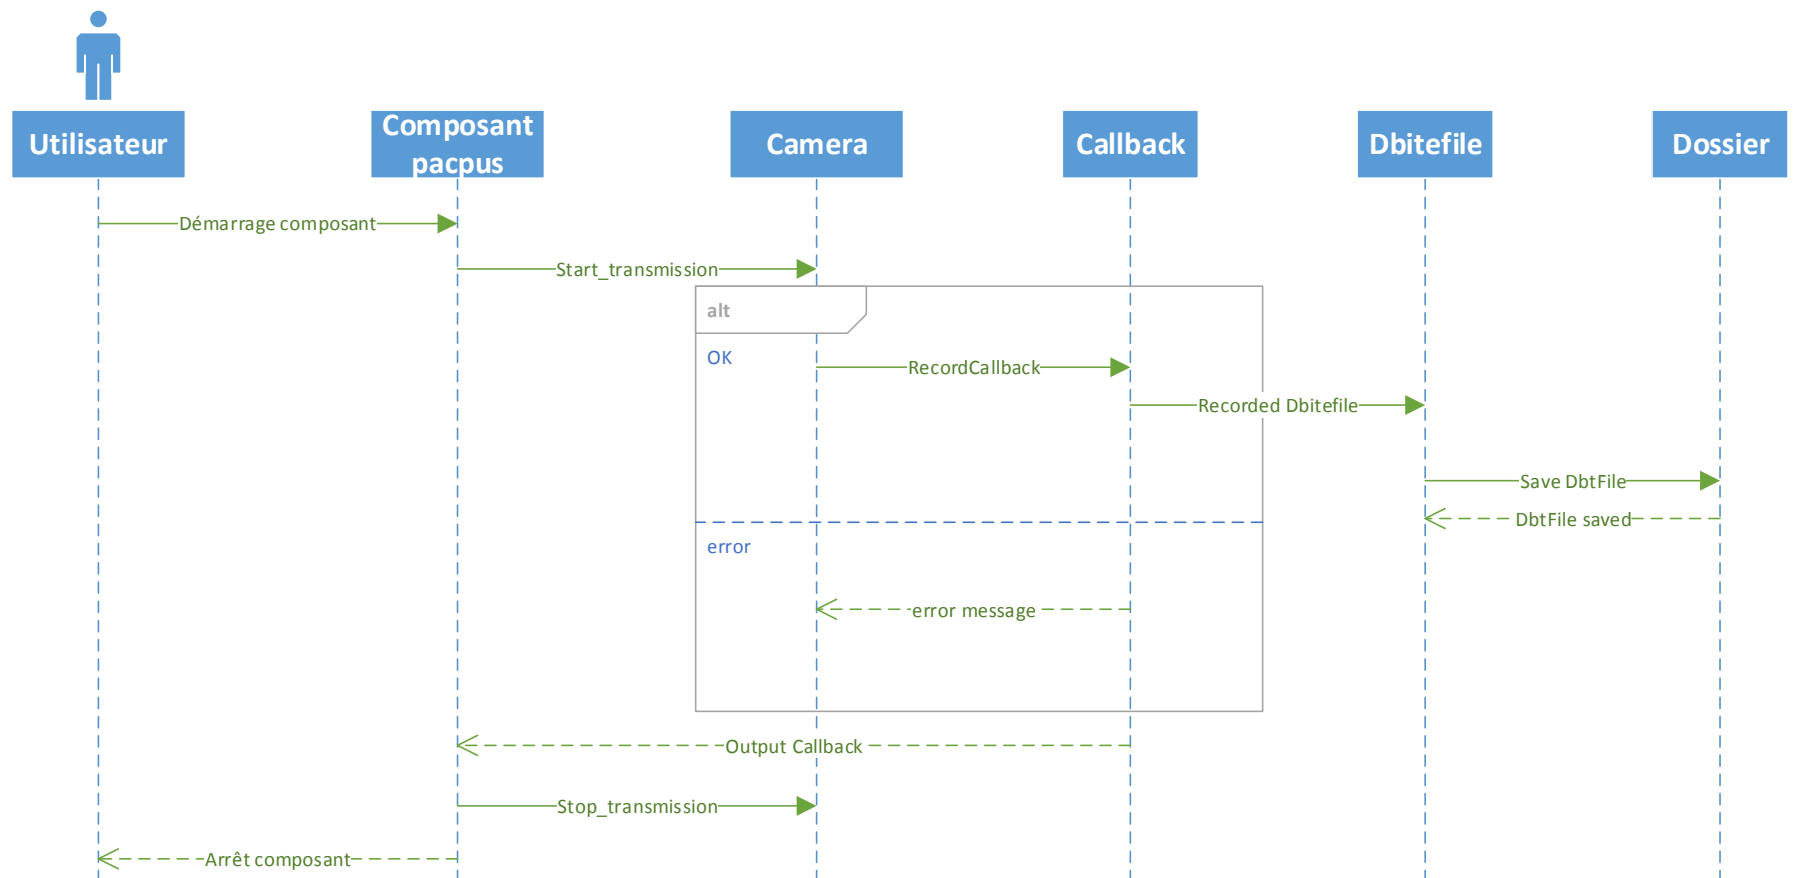 Utilisateur
Composant
pacpus
Camera
Callback
Dbitefile
Dossier
Démarrage composant
Start_transmission
alt
OK
RecordCallback
Recorded Dbitefile
Save DbtFile
DbtFile saved
error
error message
Output Callback
Stop_transmission
Arrêt composant